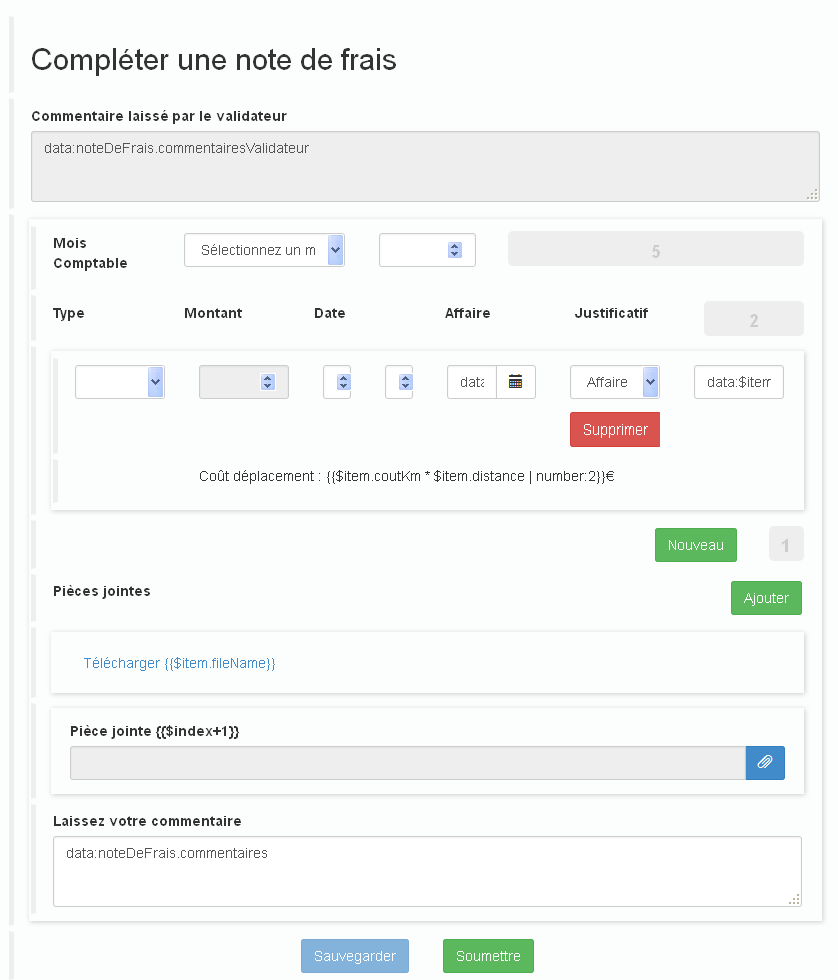 Compléter une note de frais
Commentaire laissé par le validateur
data:noteDeFrais.commentairesValidateur
Mois Comptable
Sélectionnez un m
5
Type Montant Date Affaire Justificatif 2
data Affaire data:$item
Supprimer
Coût déplacement : {{$item.coutKm * $item.distance | number:2}}€
Nouveau 1
Pièces jointes
Ajouter
Télécharger {{$item.fileName}}
Pièce jointe {{$index+1}}
Laissez votre commentaire
data:noteDeFrais.commentaires
Sauvegarder Soumettre